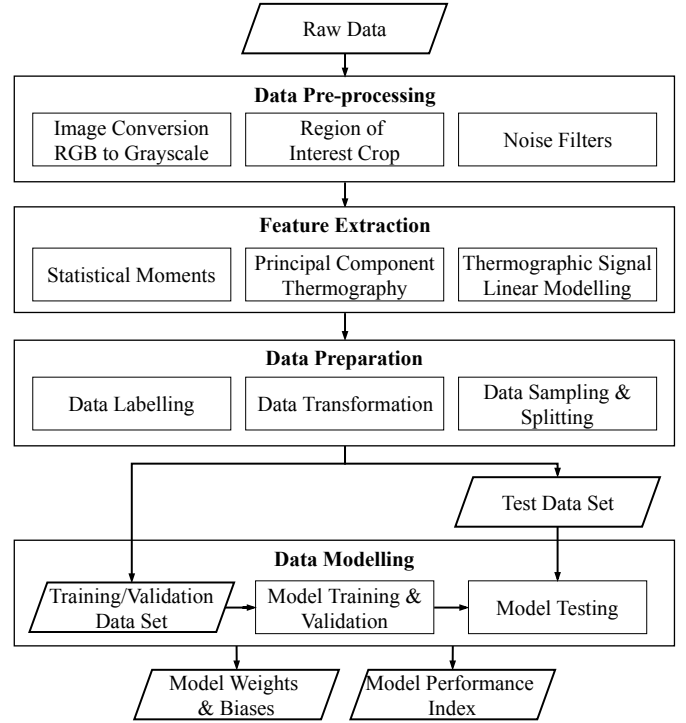 Raw Data
Data Pre-processing
Image Conversion
RGB to Grayscale
Region of
Interest Crop
Noise Filters
Feature Extraction
Statistical Moments
Principal Component
Thermography
Thermographic Signal
Linear Modelling
Data Preparation
Data Labelling
Data Transformation
Data Sampling &
Splitting
Test Data Set
Data Modelling
Training/Validation
Data Set
Model Training &
Validation
Model Testing
Model Weights
& Biases
Model Performance
Index